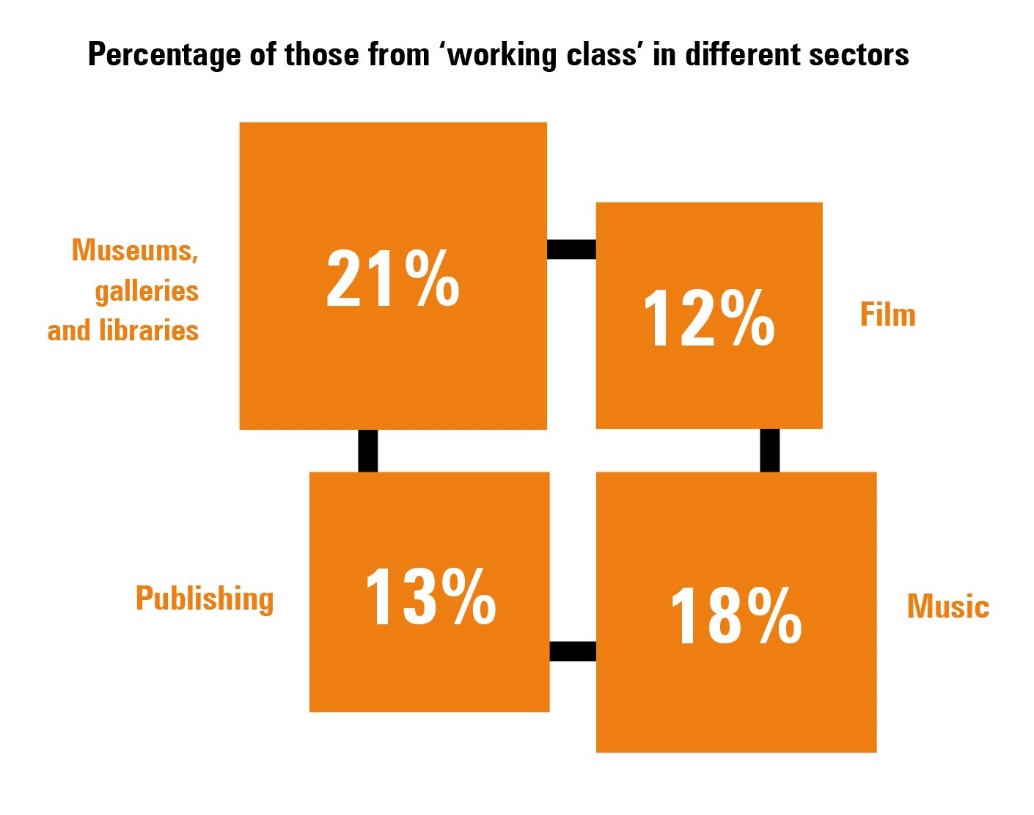 Percentage of those from ‘working class’ in different sectors
Museums,
galleries
and libraries
21%
12%
Film
Publishing
13%
18%
Music